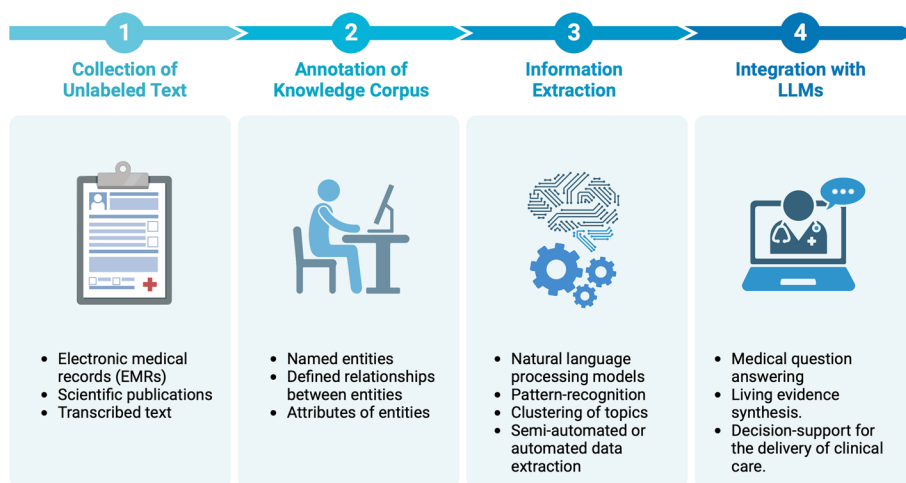 1
Collection of
Unlabeled Text
• Electronic medical
records (EMRs)
• Scientific publications
• Transcribed text
2
Annotation of
Knowledge Corpus
• Named entities
• Defined relationships
between entities
• Attributes of entities
3
Information
Extraction
• Natural language
processing models
• Pattern-recognition
• Clustering of topics
• Semi-automated or
automated data
extraction
4
Integration with
LLMs
• Medical question
answering
• Living evidence
synthesis.
• Decision-support for
the delivery of clinical
care.